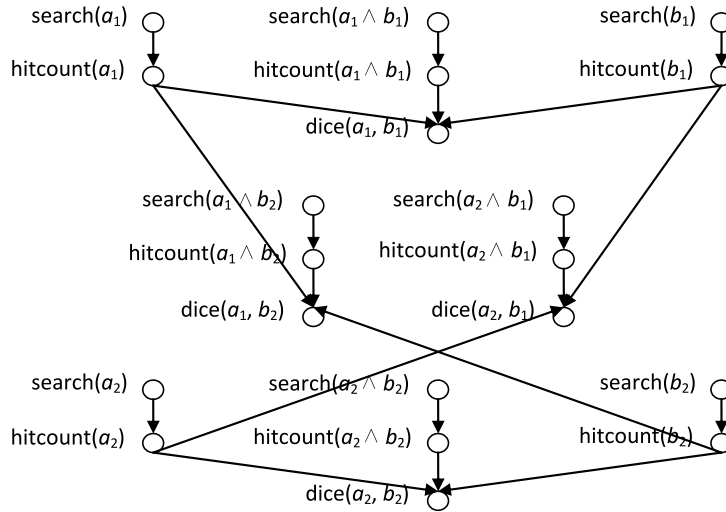 search(a₁) search(a₁ ∧ b₁) search(b₁)
hitcount(a₁) hitcount(a₁ ∧ b₁) hitcount(b₁)
dice(a₁, b₁)
search(a₁ ∧ b₂) search(a₂ ∧ b₁)
hitcount(a₁ ∧ b₂) hitcount(a₂ ∧ b₁)
dice(a₁, b₂) dice(a₂, b₁)
search(a₂) search(a₂ ∧ b₂) search(b₂)
hitcount(a₂) hitcount(a₂ ∧ b₂) hitcount(b₂)
dice(a₂, b₂)